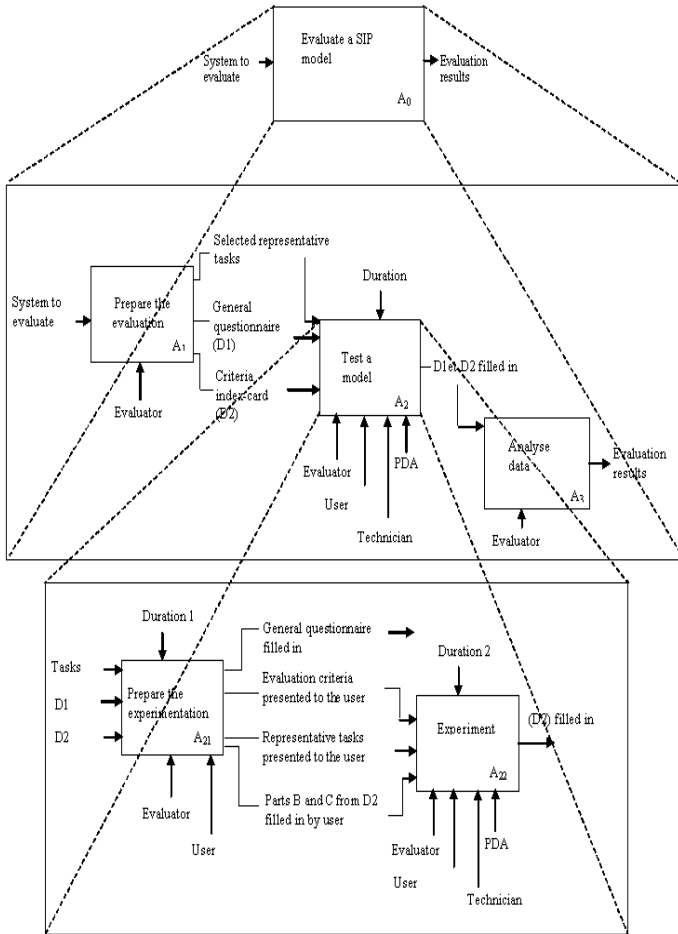 Evaluate a SIP
model
System to
evaluate
Evaluation
results
A0
Selected representative
tasks
Duration
System to
evaluate
Prepare the
evaluation
A1
General
questionnaire
(D1)
Test a
model
A2
D1et D2 filled in
Criteria
index-card
(D2)
Evaluator
Evaluator
User
PDA
Technician
Analyse
data
A3
Evaluation
results
Evaluator
Duration 1
General questionnaire
filled in
Duration 2
Tasks
D1
D2
Prepare the
experimentation
A21
Evaluation criteria
presented to the user
Representative tasks
presented to the user
Parts B and C from D2
filled in by user
Experiment
A22
(D2) filled in
Evaluator
User
Evaluator
User
PDA
Technician